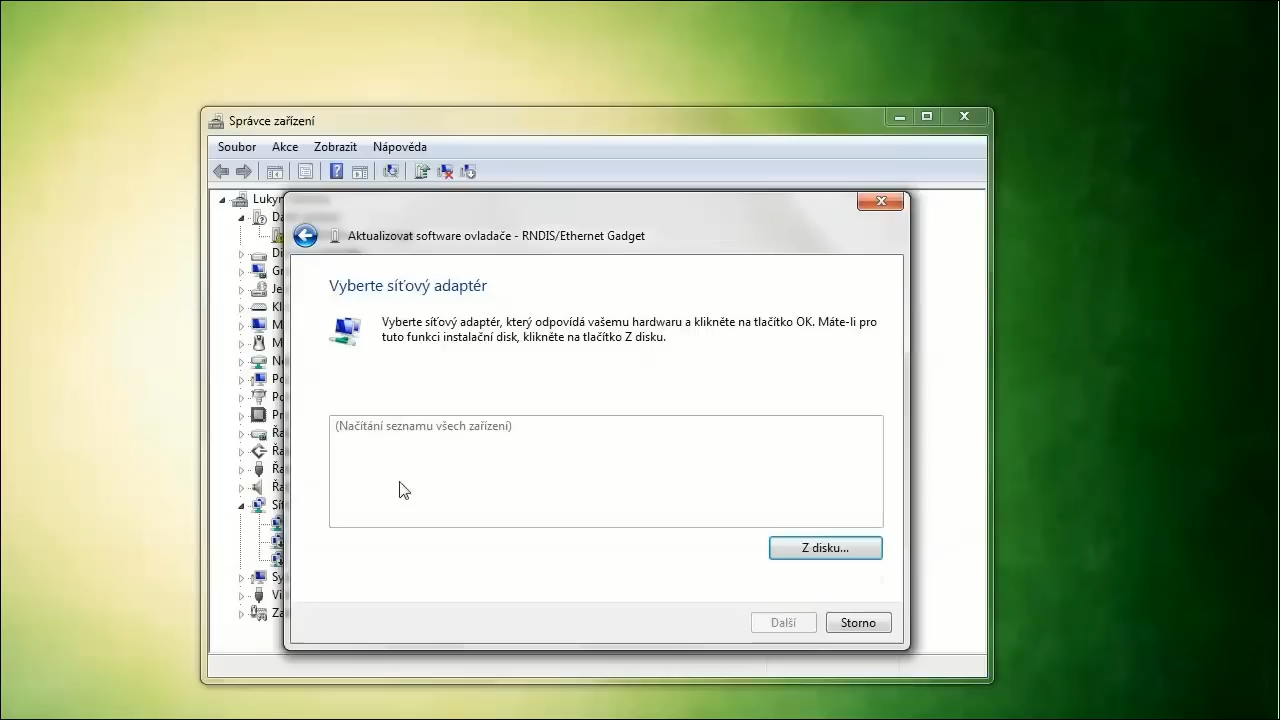 Správce zařízení
Soubor Akce Zobrazit Nápověda
Aktualizovat software ovladače - RNDIS/Ethernet Gadget
Vyberte síťový adaptér
Vyberte síťový adaptér, který odpovídá vašemu hardwaru a klikněte na tlačítko OK. Máte-li pro
tuto funkci instalační disk, klikněte na tlačítko Z disku.
(Načítání seznamu všech zařízení)
Z disku...
Další Storno